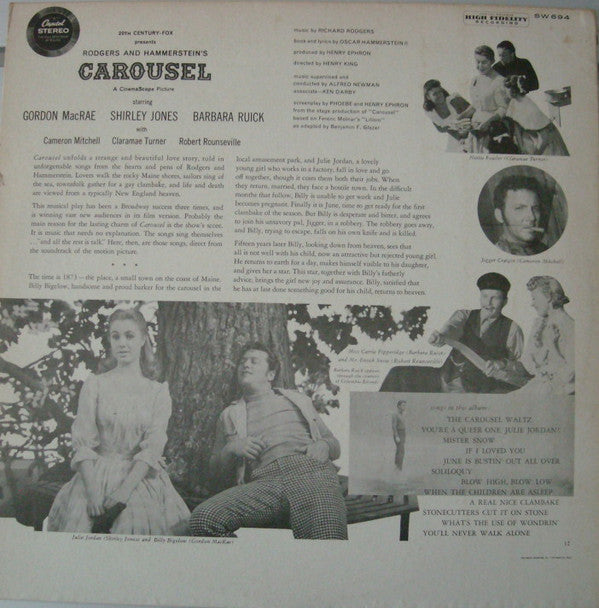 Capitol
STEREO
HIGH FIDELITY
RECORDING
SW 694
20TH CENTURY-FOX
presents
RODGERS AND HAMMERSTEIN'S
CAROUSEL
A CinemaScope Picture
starring
GORDON MacRAE SHIRLEY JONES BARBARA RUICK
with
Cameron Mitchell Claramae Turner Robert Rounseville
music by RICHARD RODGERS
Book and lyrics by OSCAR HAMMERSTEIN II
produced by HENRY EPHRON
directed by HENRY KING
music supervised and
conducted by ALFRED NEWMAN
associate—KEN DARBY
screenplay by PHOEBE and HENRY EPHRON
from the stage production of "Carousel"
based on Ferenc Molnar's "Liliom"
as adapted by Benjamin F. Glazer
Carousel unfolds a strange and beautiful love story, told in
unforgettable songs from the hearts and pens of Rodgers and
Hammerstein. Lovers walk the rocky Maine shores, sailors sing of
the sea, townsfolk gather for a gay clambake, and life and death
are viewed from a typically New England heaven.
This musical play has been a Broadway success three times, and
is winning vast new audiences in its film version. Probably the
main reason for the lasting charm of Carousel is the show's score.
It is music that needs no explanation. The songs sing themselves
. . . 'and all the rest is talk.' Here, then, are those songs, direct from
the soundtrack of the motion picture.
* * *
The time is 1873—the place, a small town on the coast of Maine.
Billy Bigelow, handsome and proud barker for the carousel in the
local amusement park, and Julie Jordan, a lovely
young girl who works in a factory, fall in love and go
off together, though it costs them both their jobs. When
they return, married, they face a hostile town. In the difficult
months that follow, Billy is unable to get work and Julie
becomes pregnant. Finally it is June, time to get ready for the first
clambake of the season. But Billy is desperate and bitter, and agrees
to join his unsavory pal, Jigger, in a robbery. The robbery goes away,
and Billy, trying to escape, falls on his own knife and is killed.
Fifteen years later Billy, looking down from heaven, sees that
all is not well with his child, now an attractive but rejected young girl.
He returns to earth for a day, makes himself visible to his daughter,
and gives her a star. This star, together with Billy's fatherly
advice, brings the girl new joy and assurance. Billy, satisfied that
he has at last done something good for his child, returns to heaven.
Nettie Fowler (Claramae Turner)
Jigger Craigin (Cameron Mitchell)
Miss Carrie Pipperidge (Barbara Ruick)
and Mr. Enoch Snow (Robert Rounseville)
Barbara Ruick appears
through the courtesy
of Columbia Records
songs in this album:
THE CAROUSEL WALTZ
YOU'RE A QUEER ONE JULIE JORDAN!
MISTER SNOW
IF I LOVED YOU
JUNE IS BUSTIN' OUT ALL OVER
SOLILOQUY
BLOW HIGH, BLOW LOW
WHEN THE CHILDREN ARE ASLEEP
A REAL NICE CLAMBAKE
STONECUTTERS CUT IT ON STONE
WHAT'S THE USE OF WONDRIN'
YOU'LL NEVER WALK ALONE
Julie Jordan (Shirley Jones) and Billy Bigelow (Gordon MacRae)
12